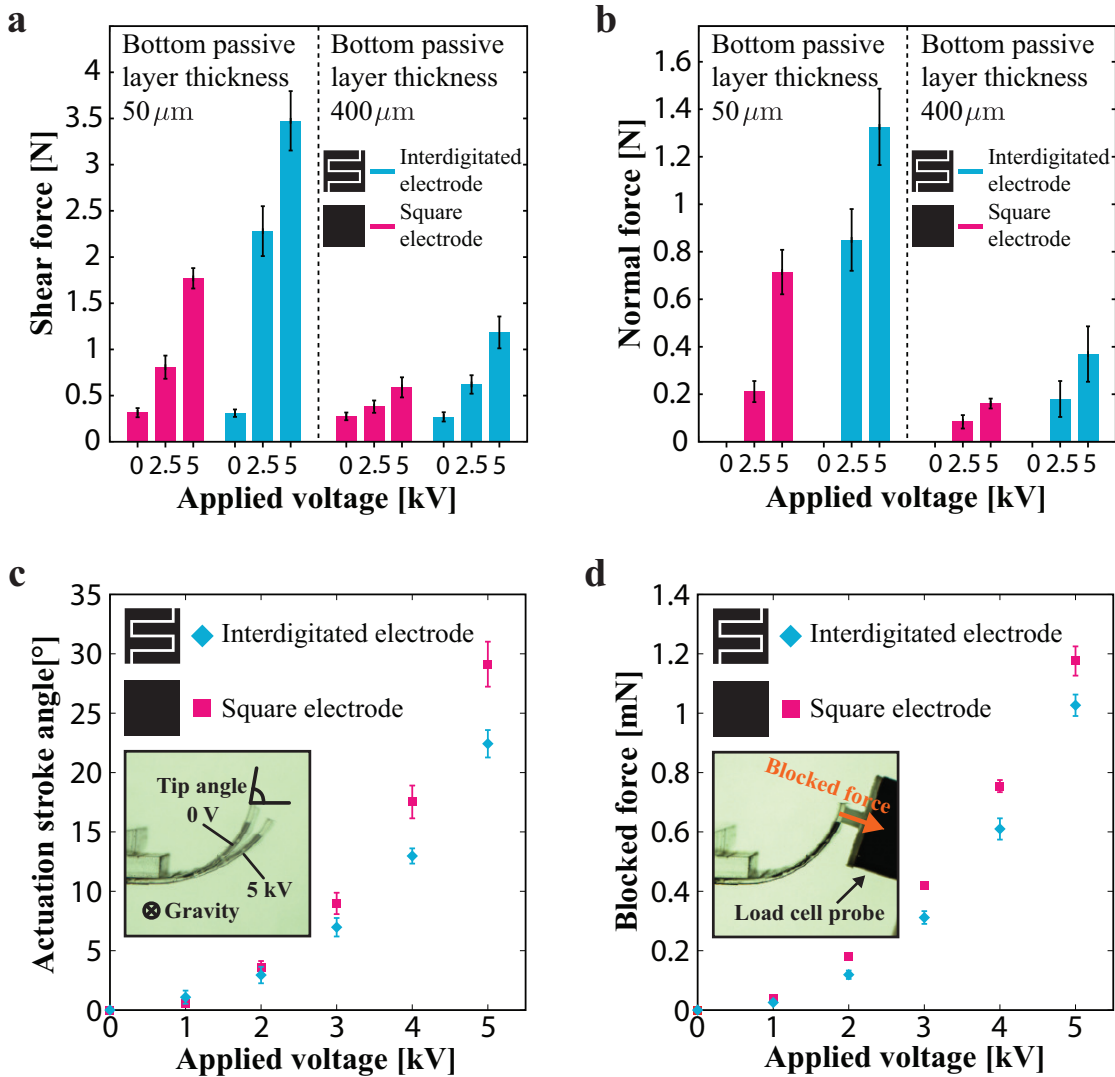 a
Shear force [N]
4
3.5
3
2.5
2
1.5
1
0.5
0
Bottom passive
layer thickness
50 μm
Bottom passive
layer thickness
400 μm
Interdigitated
electrode
Square
electrode
0 2.5 5 0 2.5 5 0 2.5 5 0 2.5 5
Applied voltage [kV]
b
Normal force [N]
1.6
1.4
1.2
1
0.8
0.6
0.4
0.2
0
Bottom passive
layer thickness
50 μm
Bottom passive
layer thickness
400 μm
Interdigitated
electrode
Square
electrode
0 2.5 5 0 2.5 5 0 2.5 5 0 2.5 5
Applied voltage [kV]
c
Actuation stroke angle[°]
35
30
25
20
15
10
5
0
Interdigitated electrode
Square electrode
Tip angle
0 V
5 kV
Gravity
0 1 2 3 4 5
Applied voltage [kV]
d
Blocked force [mN]
1.4
1.2
1
0.8
0.6
0.4
0.2
0
Interdigitated electrode
Square electrode
Blocked force
Load cell probe
0 1 2 3 4 5
Applied voltage [kV]